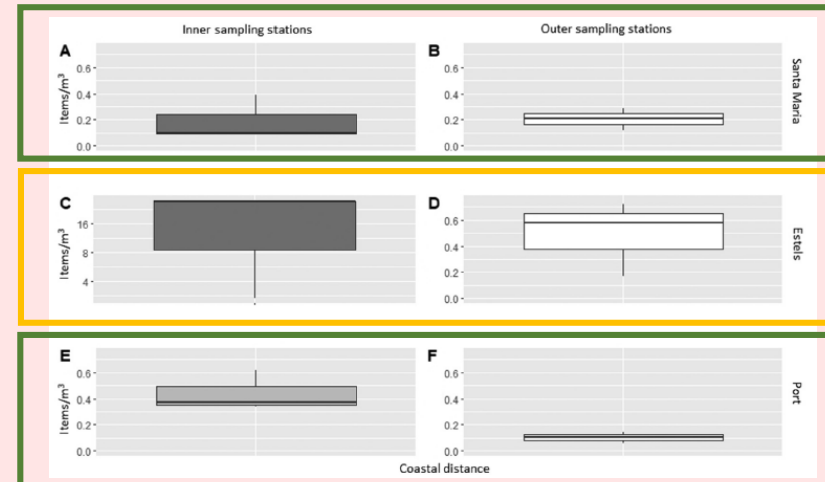 Inner sampling stations
Outer sampling stations
A
B
Items/m³
0.6
0.4
0.2
0.0
0.6
0.4
0.2
0.0
Santa Maria
C
D
Items/m³
16
8
4
0.6
0.4
0.2
0.0
Estels
E
F
Items/m³
0.6
0.4
0.2
0.0
0.6
0.4
0.2
0.0
Port
Coastal distance